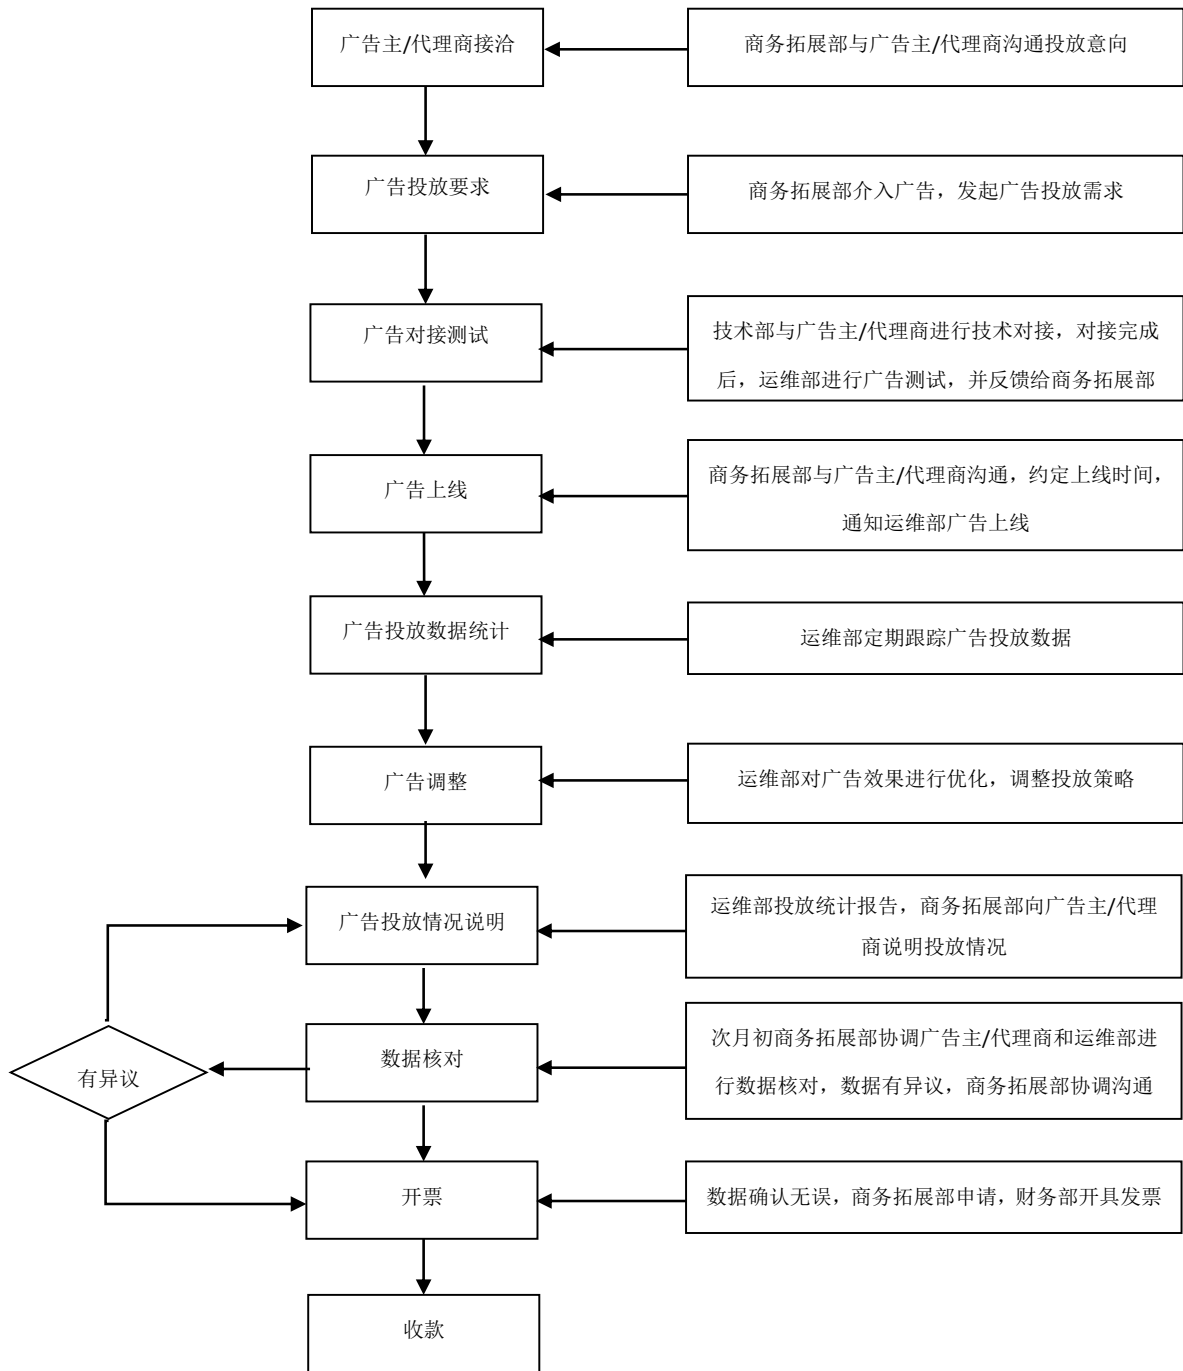 广告主/代理商接洽
商务拓展部与广告主/代理商沟通投放意向
广告投放要求
商务拓展部介入广告，发起广告投放需求
广告对接测试
技术部与广告主/代理商进行技术对接，对接完成
后，运维部进行广告测试，并反馈给商务拓展部
广告上线
商务拓展部与广告主/代理商沟通，约定上线时间，
通知运维部广告上线
广告投放数据统计
运维部定期跟踪广告投放数据
广告调整
运维部对广告效果进行优化，调整投放策略
广告投放情况说明
运维部投放统计报告，商务拓展部向广告主/代理
商说明投放情况
有异议
数据核对
次月初商务拓展部协调广告主/代理商和运维部进
行数据核对，数据有异议，商务拓展部协调沟通
开票
数据确认无误，商务拓展部申请，财务部开具发票
收款